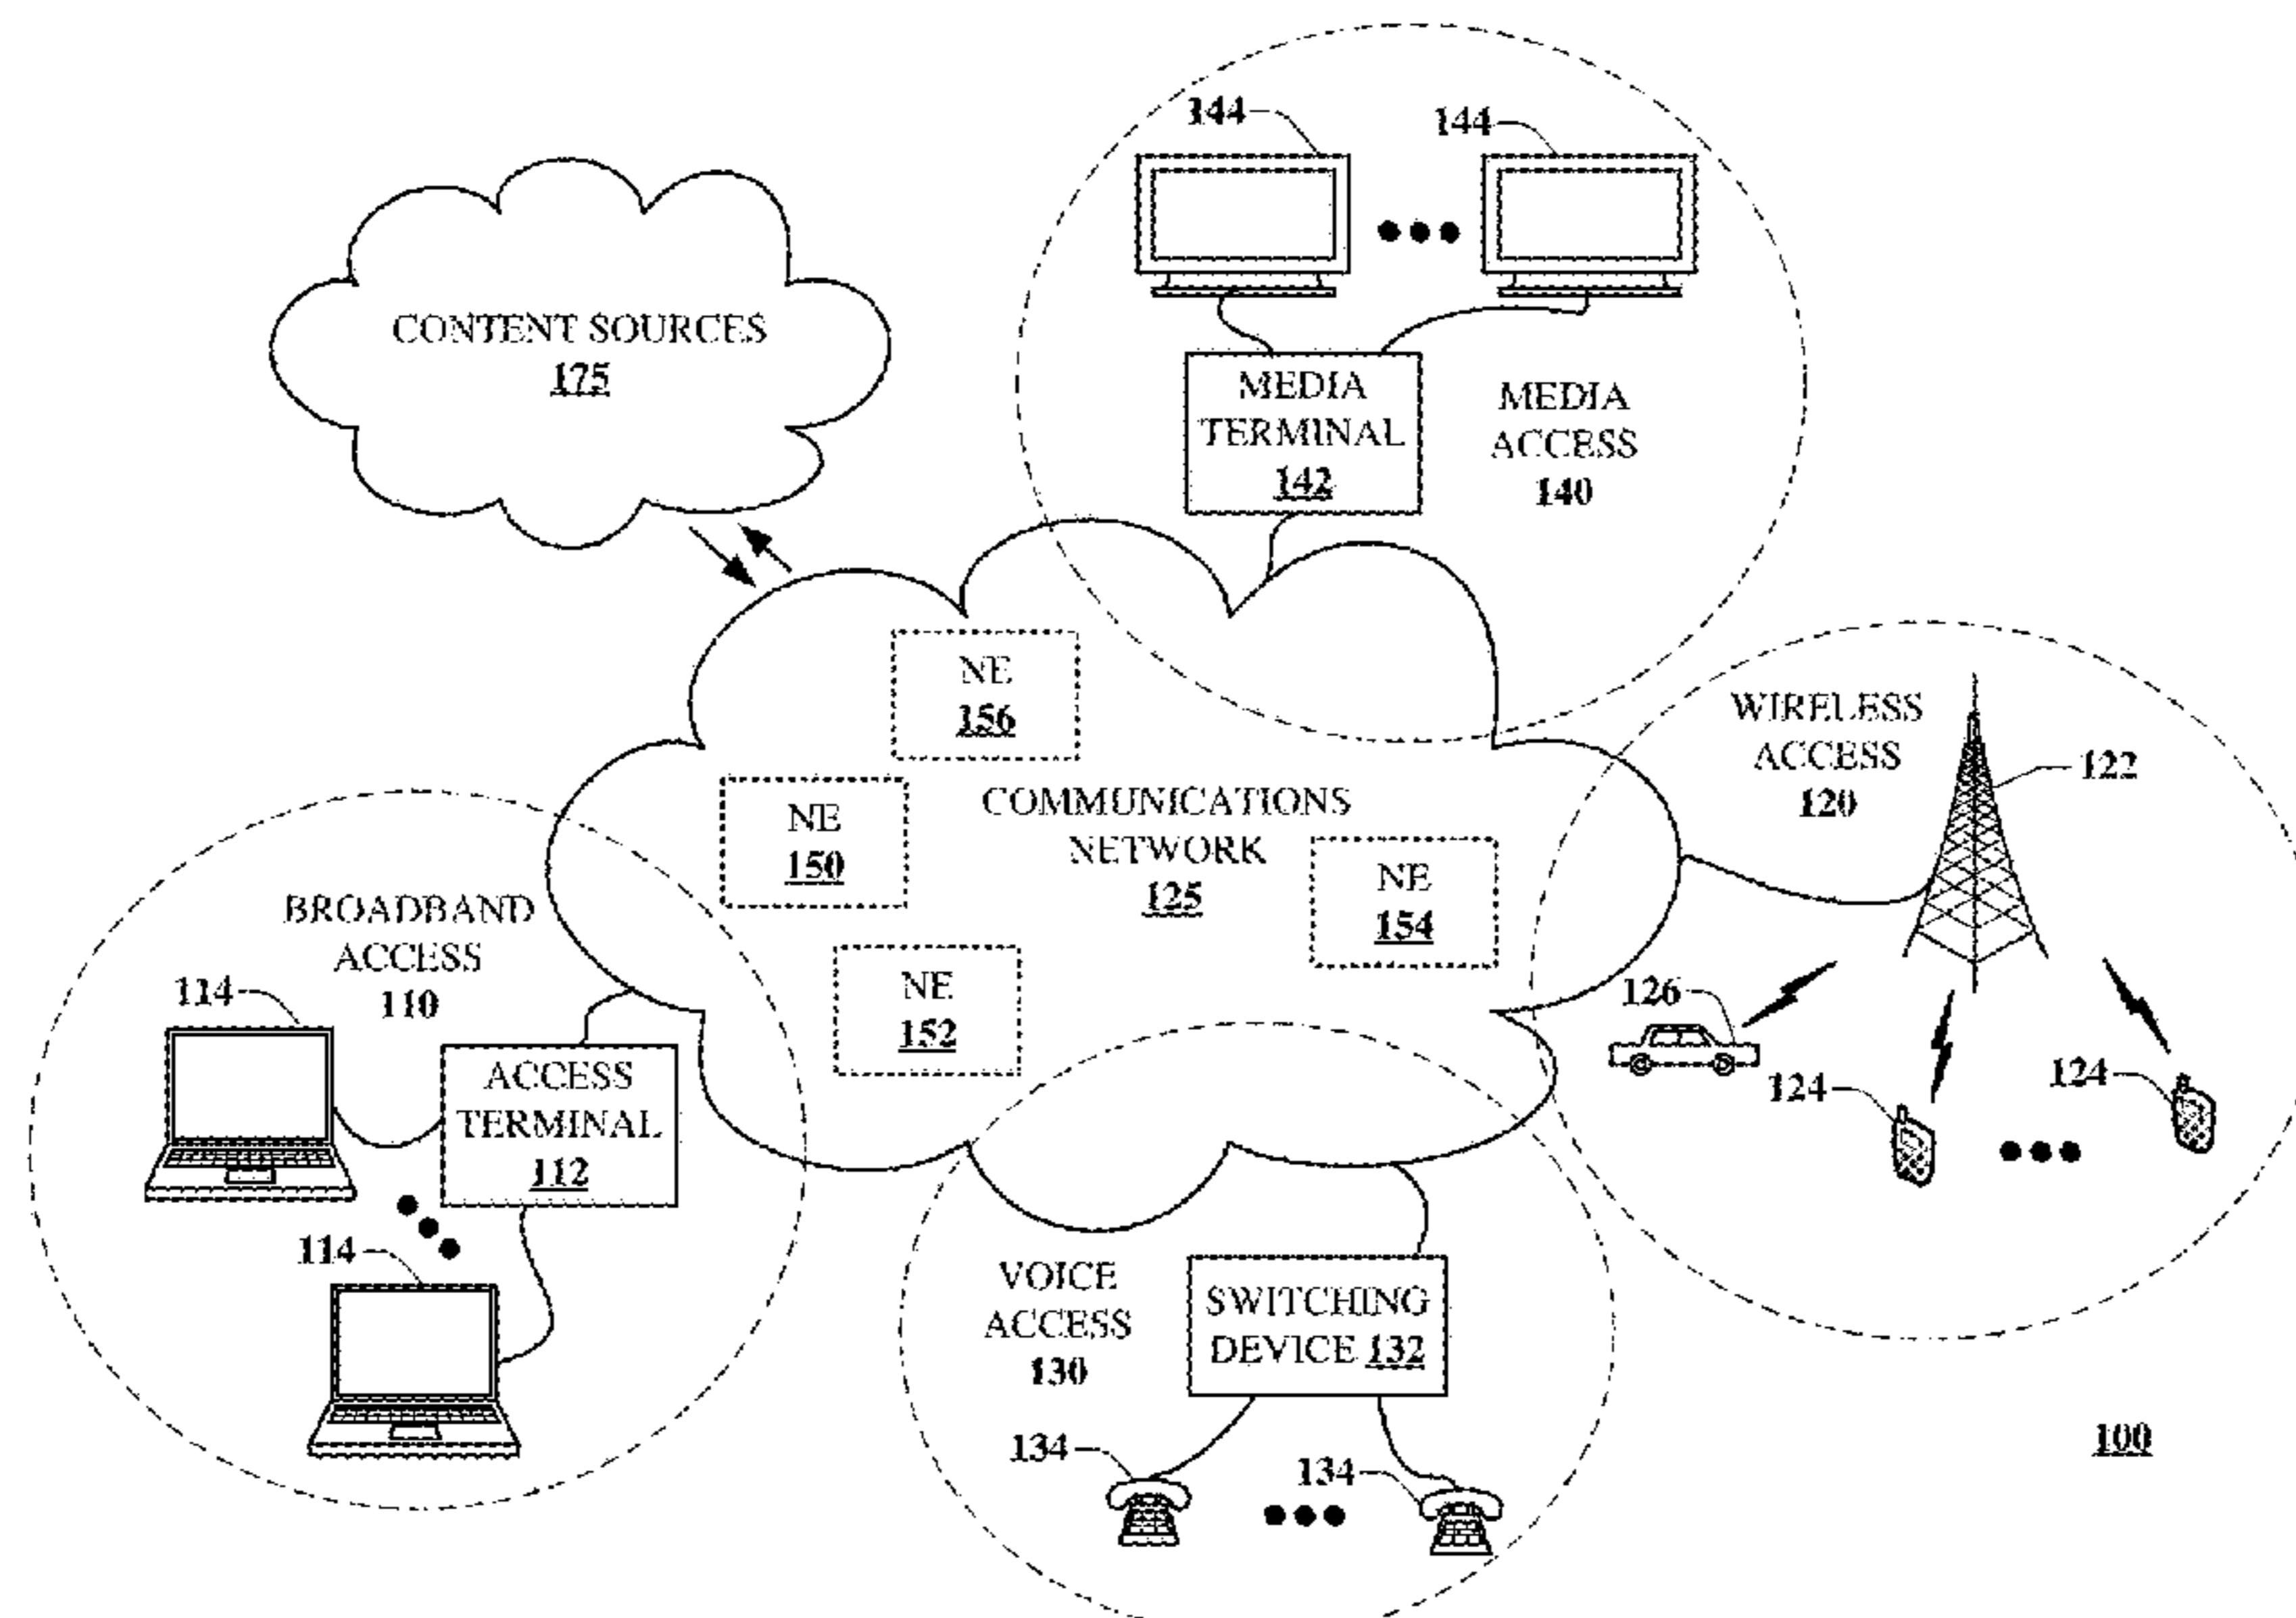 144
144
CONTENT SOURCES
175
MEDIA
TERMINAL
142
MEDIA
ACCESS
140
NE
156
WIRELESS
ACCESS
120
122
NE
150
COMMUNICATIONS
NETWORK
125
NE
154
BROADBAND
ACCESS
110
114
NE
152
126
124
124
ACCESS
TERMINAL
112
114
VOICE
ACCESS
130
SWITCHING
DEVICE 132
134
134
100